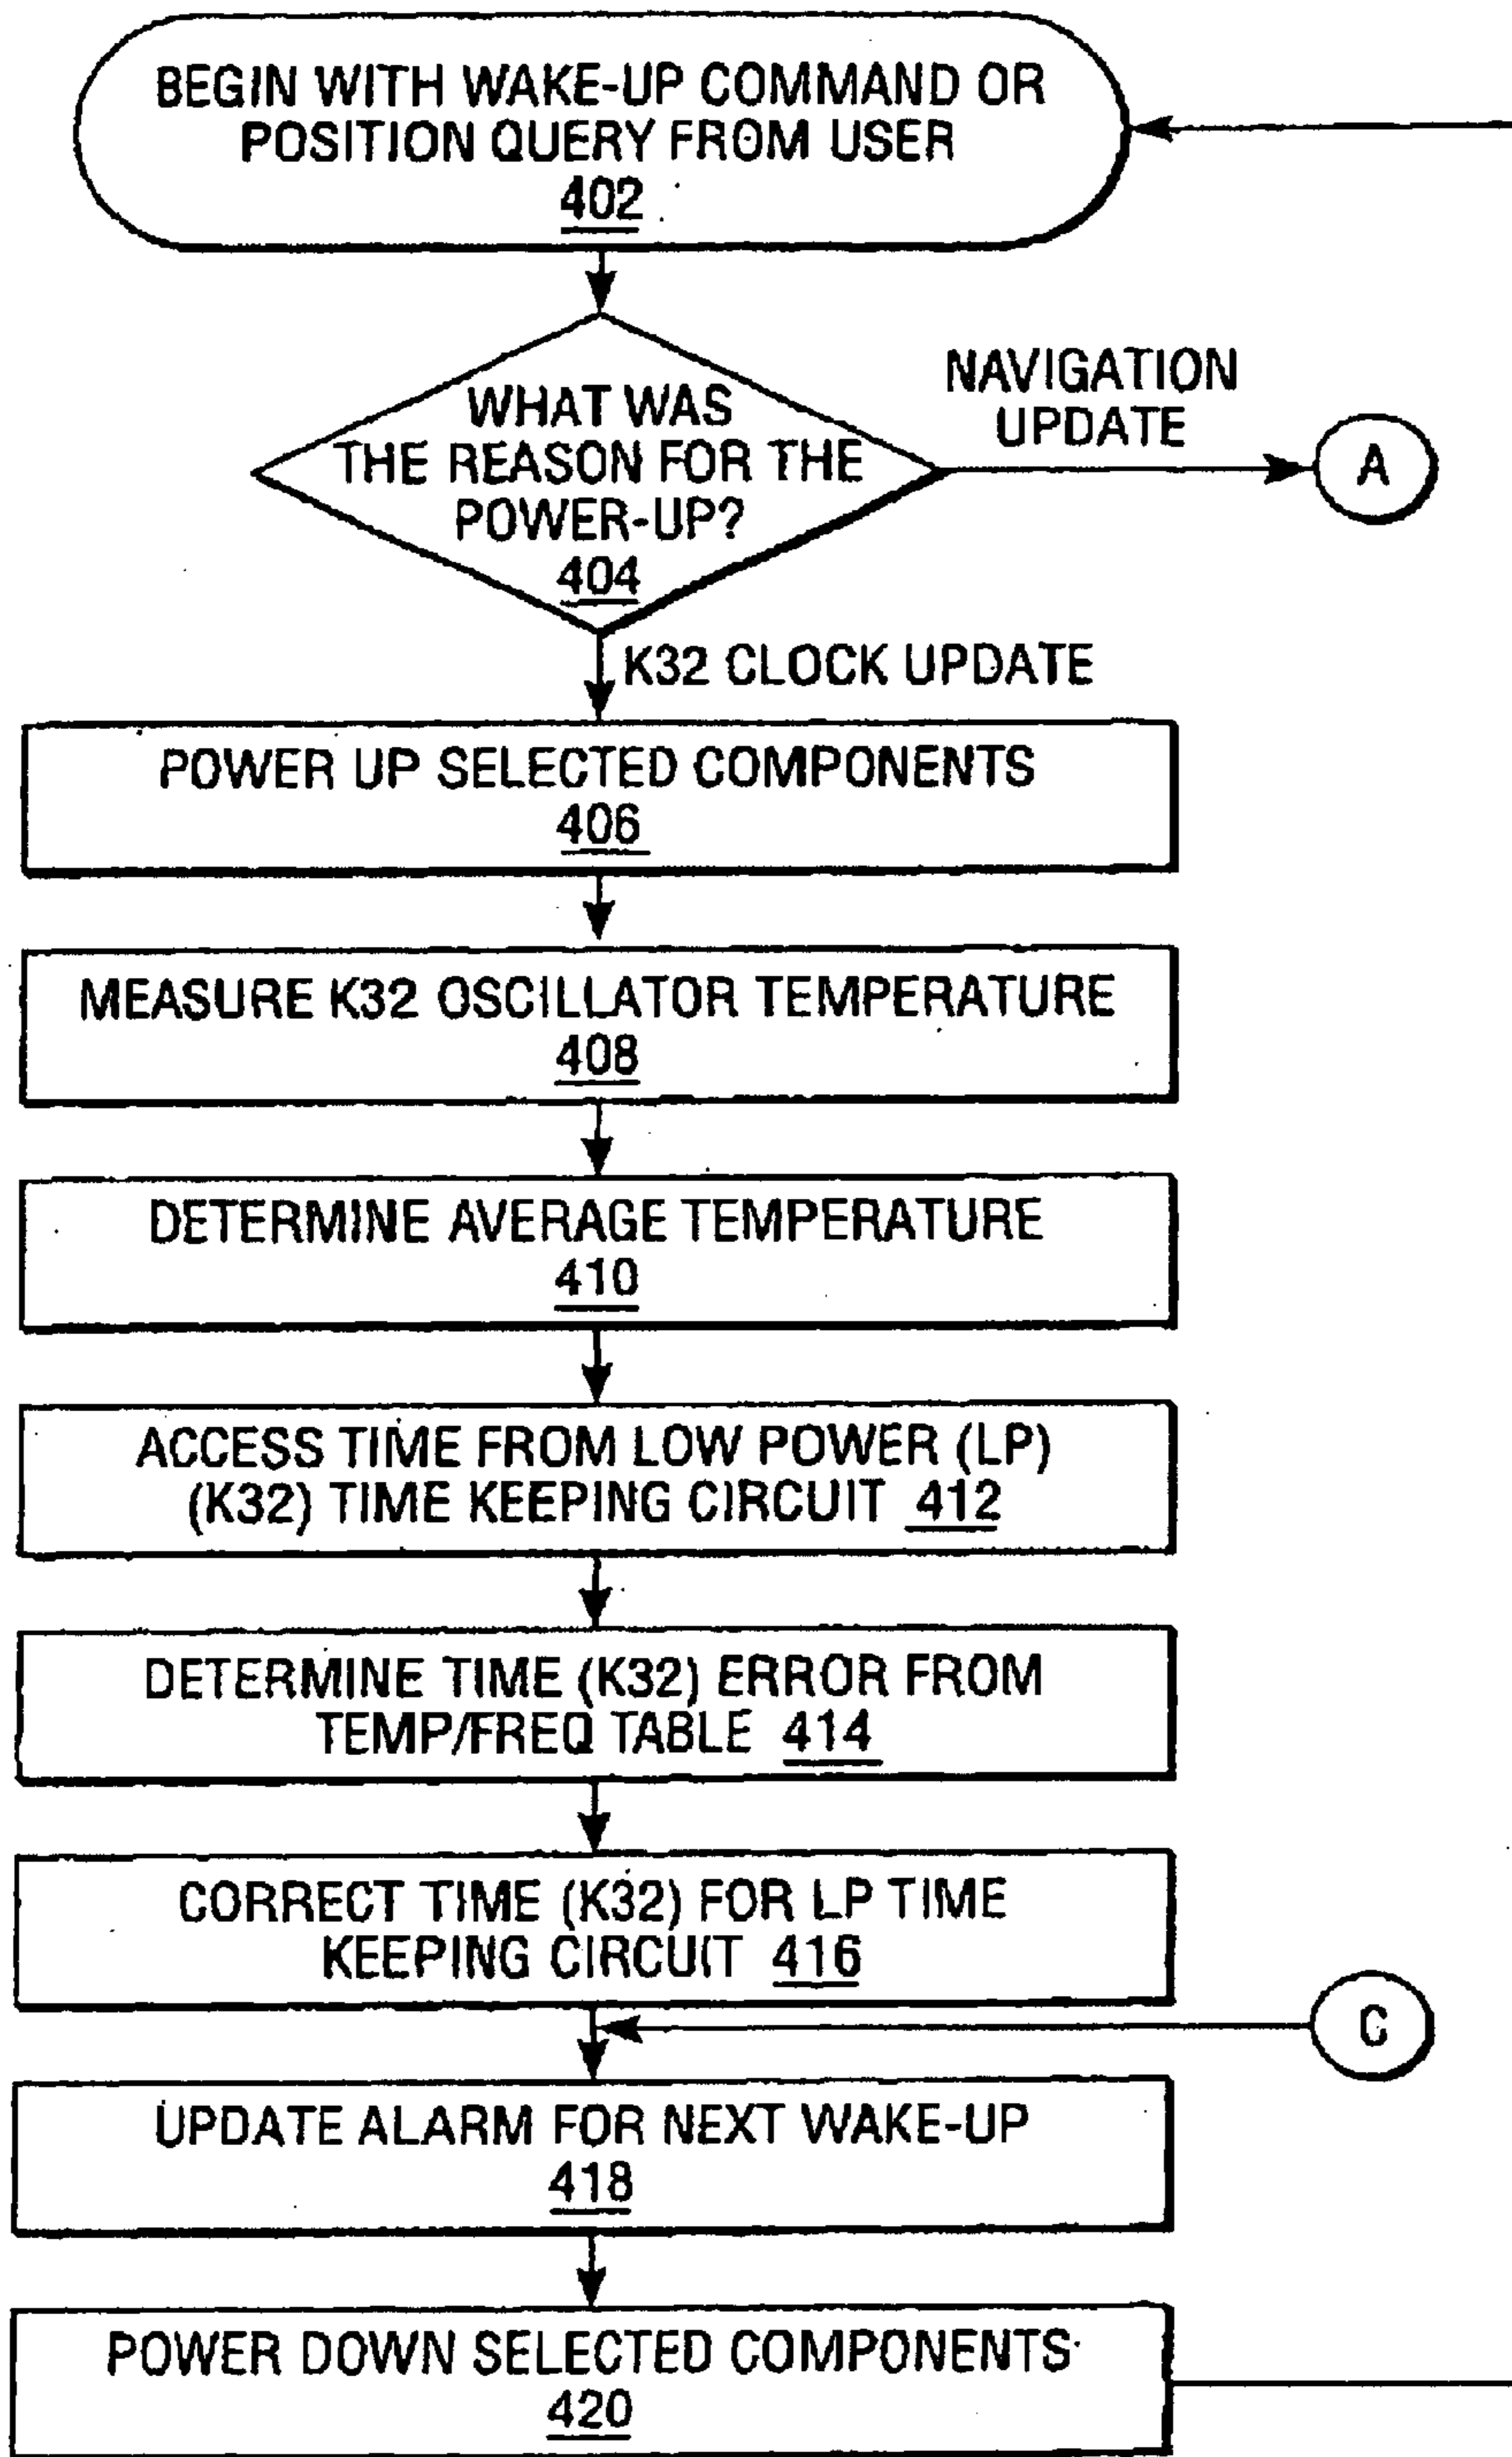 BEGIN WITH WAKE-UP COMMAND OR
POSITION QUERY FROM USER
402
WHAT WAS
THE REASON FOR THE
POWER-UP?
404
NAVIGATION
UPDATE
A
K32 CLOCK UPDATE
POWER UP SELECTED COMPONENTS
406
MEASURE K32 OSCILLATOR TEMPERATURE
408
DETERMINE AVERAGE TEMPERATURE
410
ACCESS TIME FROM LOW POWER (LP)
(K32) TIME KEEPING CIRCUIT 412
DETERMINE TIME (K32) ERROR FROM
TEMP/FREQ TABLE 414
CORRECT TIME (K32) FOR LP TIME
KEEPING CIRCUIT 416
C
UPDATE ALARM FOR NEXT WAKE-UP
418
POWER DOWN SELECTED COMPONENTS
420